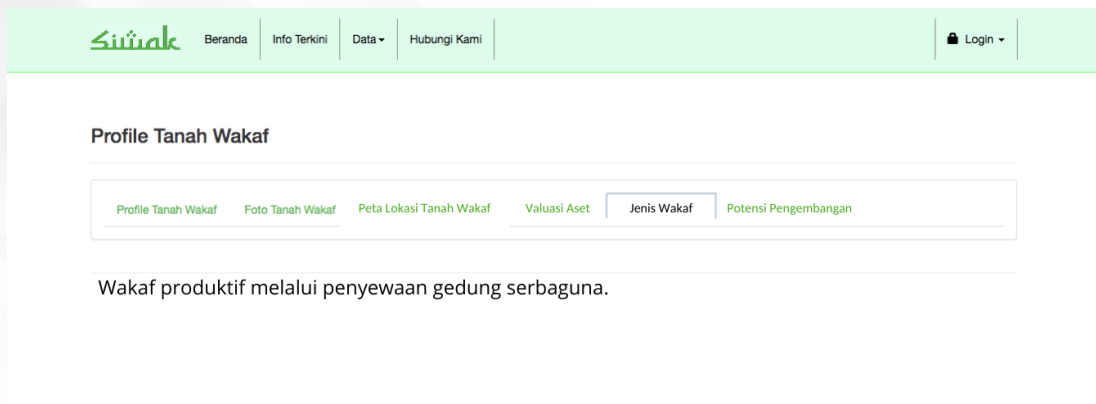 Siwak
Beranda Info Terkini Data Hubungi Kami Login
Profile Tanah Wakaf
Profile Tanah Wakaf Foto Tanah Wakaf Peta Lokasi Tanah Wakaf Valuasi Aset Jenis Wakaf Potensi Pengembangan
Wakaf produktif melalui penyewaan gedung serbaguna.